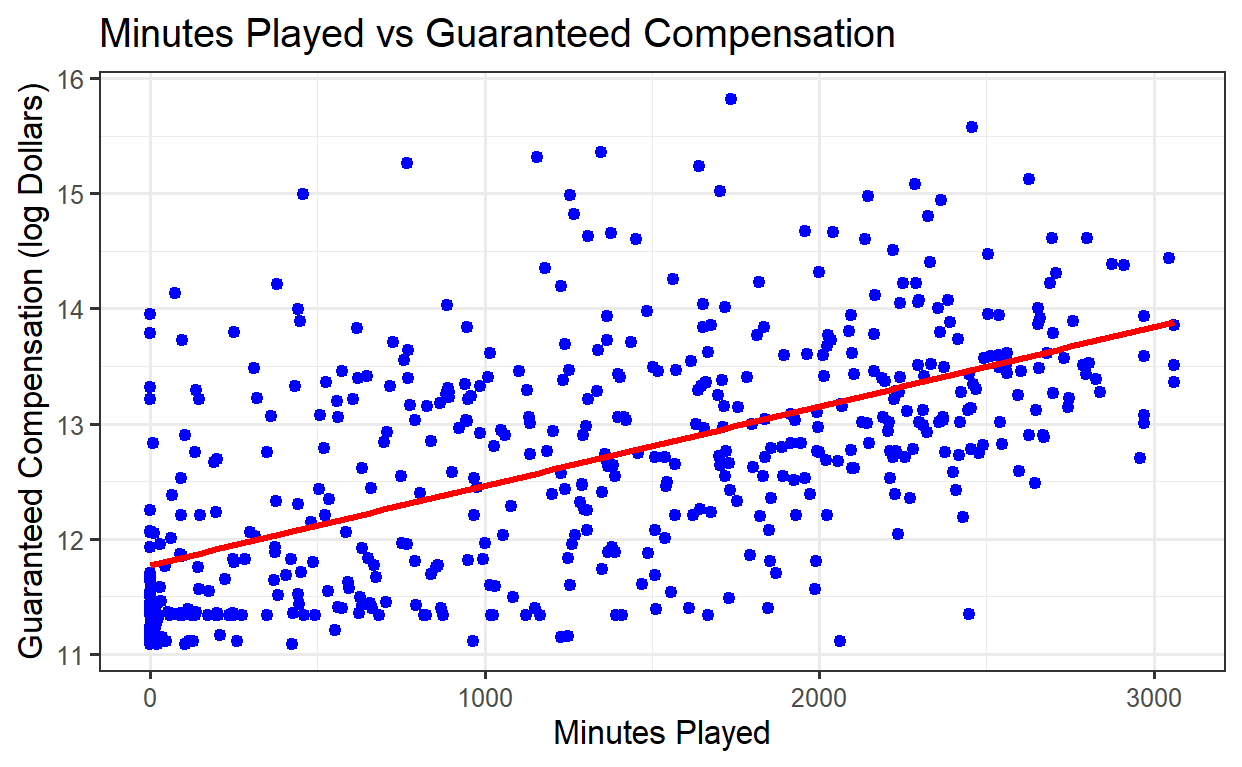 Minutes Played vs Guaranteed Compensation
Guaranteed Compensation (log Dollars)
16
15
14
13
12
11
0 1000 2000 3000
Minutes Played